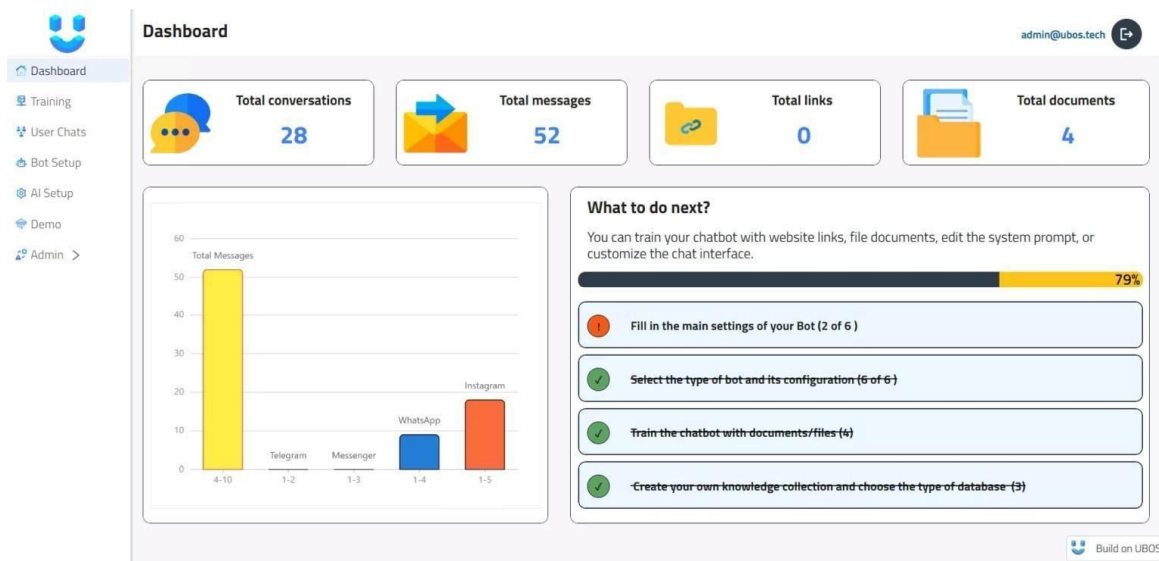 Dashboard
admin@ubos.tech
Dashboard
Training
User Chats
Bot Setup
AI Setup
Demo
Admin >
Total conversations
28
Total messages
52
Total links
0
Total documents
4
60
50
40
30
20
10
0
Total Messages
Telegram
Messenger
WhatsApp
Instagram
4-10
1-2
1-3
1-4
1-5
What to do next?
You can train your chatbot with website links, file documents, edit the system prompt, or
customize the chat interface.
79%
! Fill in the main settings of your Bot (2 of 6 )
✓ Select the type of bot and its configuration (6 of 6 )
✓ Train the chatbot with documents/files (4)
✓ Create your own knowledge collection and choose the type of database (3)
Build on UBOS